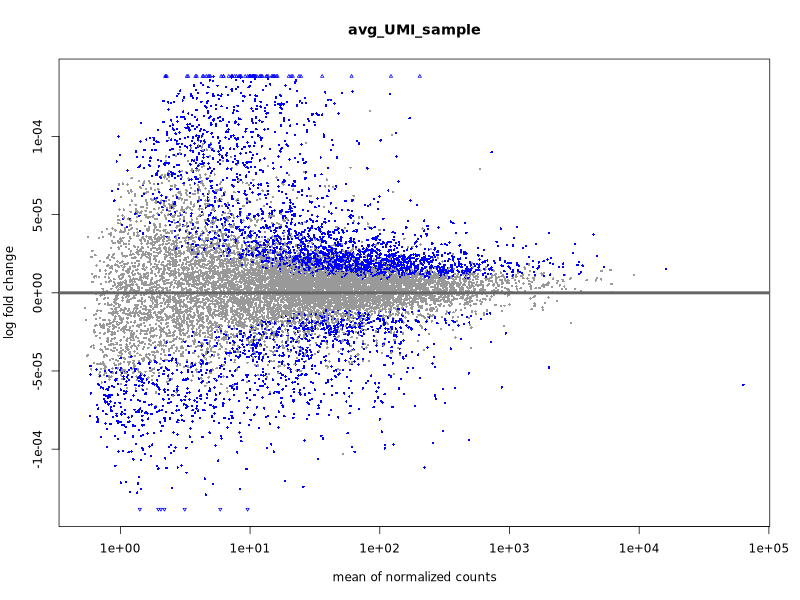 avg_UMI_sample
log fold change
1e-04
5e-05
0e+00
-5e-05
-1e-04
1e+00 1e+01 1e+02 1e+03 1e+04 1e+05
mean of normalized counts